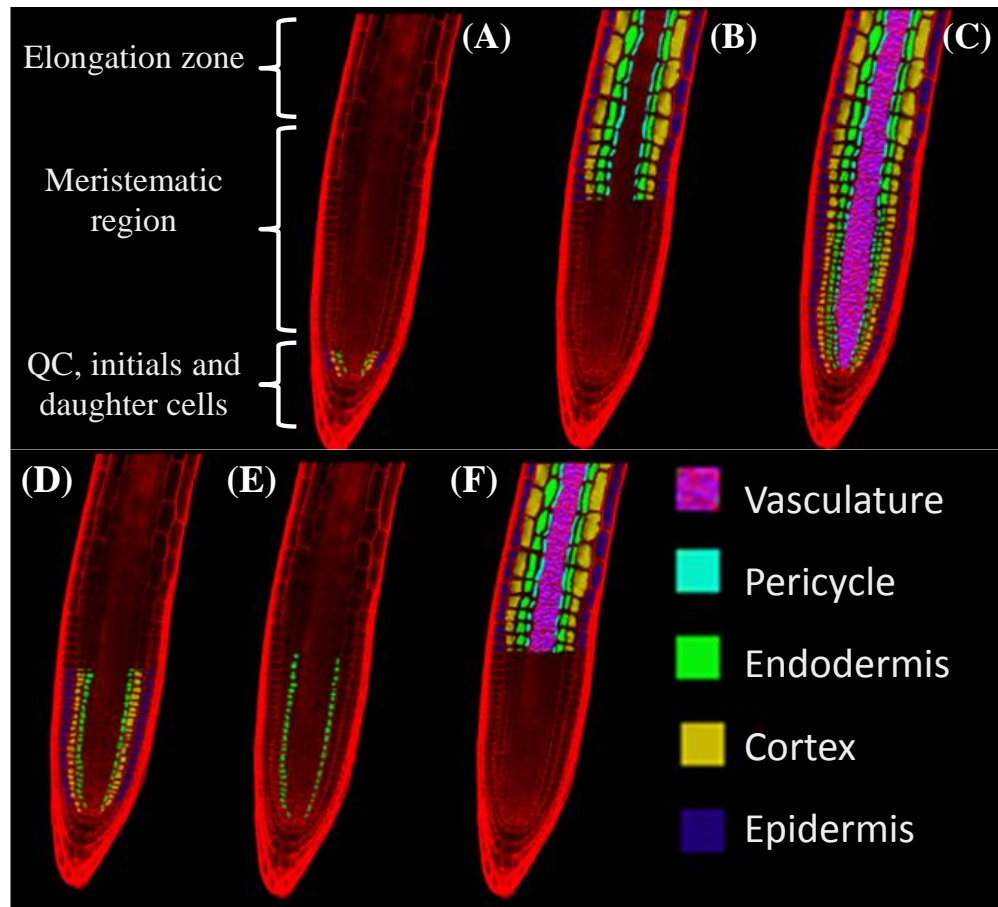 Elongation zone
(A)
(B)
(C)
Meristematic
region
QC, initials and
daughter cells
(D)
(E)
(F)
Vasculature
Pericycle
Endodermis
Cortex
Epidermis